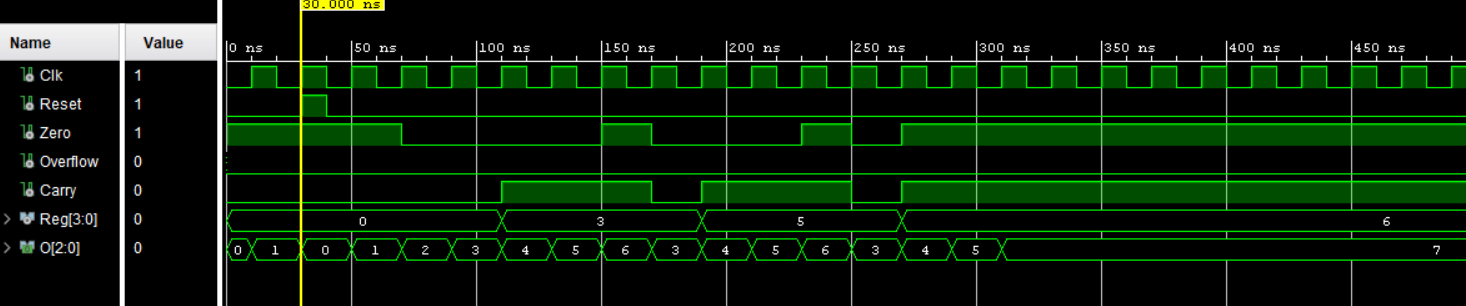 30.000 ns
Name Value
0 ns 50 ns 100 ns 150 ns 200 ns 250 ns 300 ns 350 ns 400 ns 450 ns
Clk 1
Reset 1
Zero 1
Overflow 0
Carry 0
Reg[3:0] 0 0 3 5 6
O[2:0] 0 0 1 0 1 2 3 4 5 6 3 4 5 6 3 4 5 7